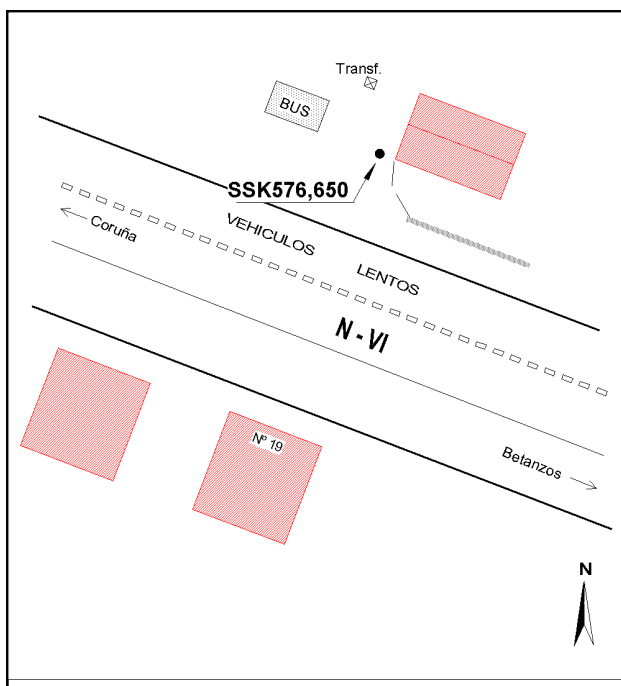 Transf.
BUS
SSK576,650
Coruña
VEHICULOS LENTOS
N - VI
Nº 19
Betanzos
N